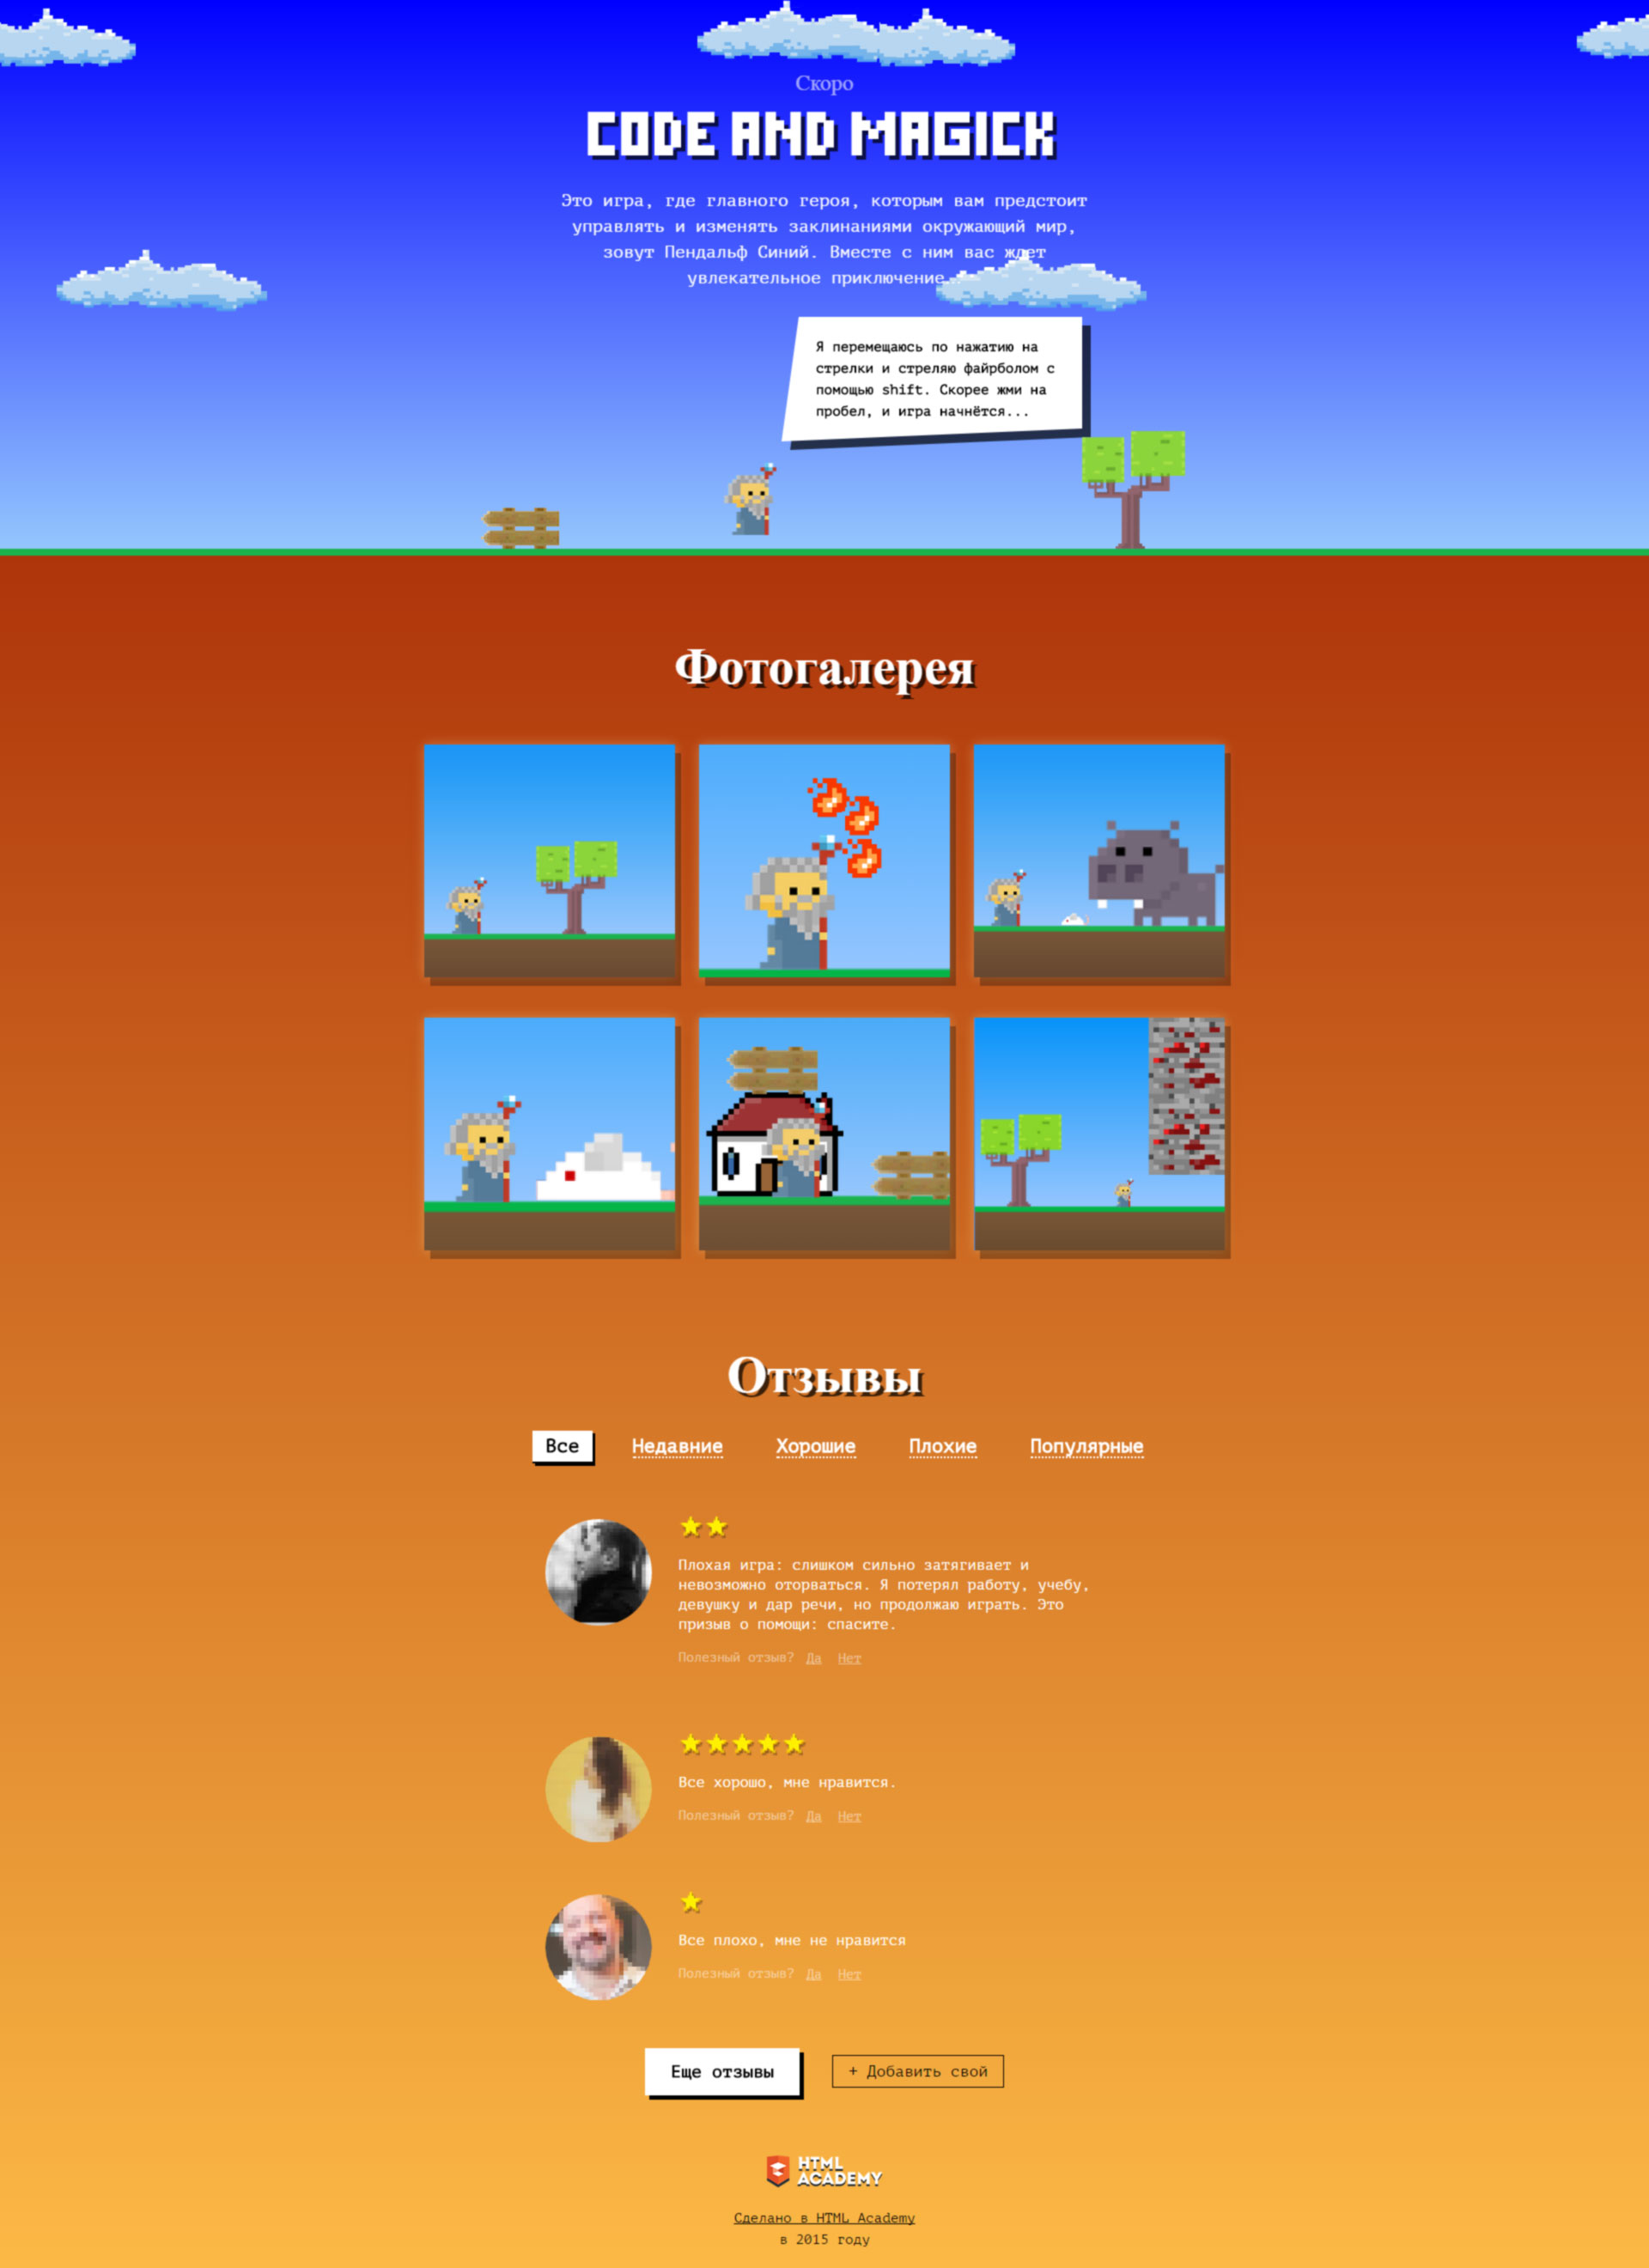 Скоро
CODE AND MAGICK
Это игра, где главного героя, которым вам предстоит
управлять и изменять заклинаниями окружающий мир,
зовут Пендальф Синий. Вместе с ним вас ждет
увлекательное приключение...
Я перемещаюсь по нажатию на
стрелки и стреляю файрболом с
помощью shift. Скорее жми на
пробел, и игра начнётся...
Фотогалерея
Отзывы
Все Недавние Хорошие Плохие Популярные
Плохая игра: слишком сильно затягивает и
невозможно оторваться. Я потерял работу, учебу,
девушку и дар речи, но продолжаю играть. Это
призыв о помощи: спасите.
Полезный отзыв? Да Нет
Все хорошо, мне нравится.
Полезный отзыв? Да Нет
Все плохо, мне не нравится
Полезный отзыв? Да Нет
Еще отзывы + Добавить свой
HTML
ACADEMY
Сделано в HTML Academy
в 2015 году